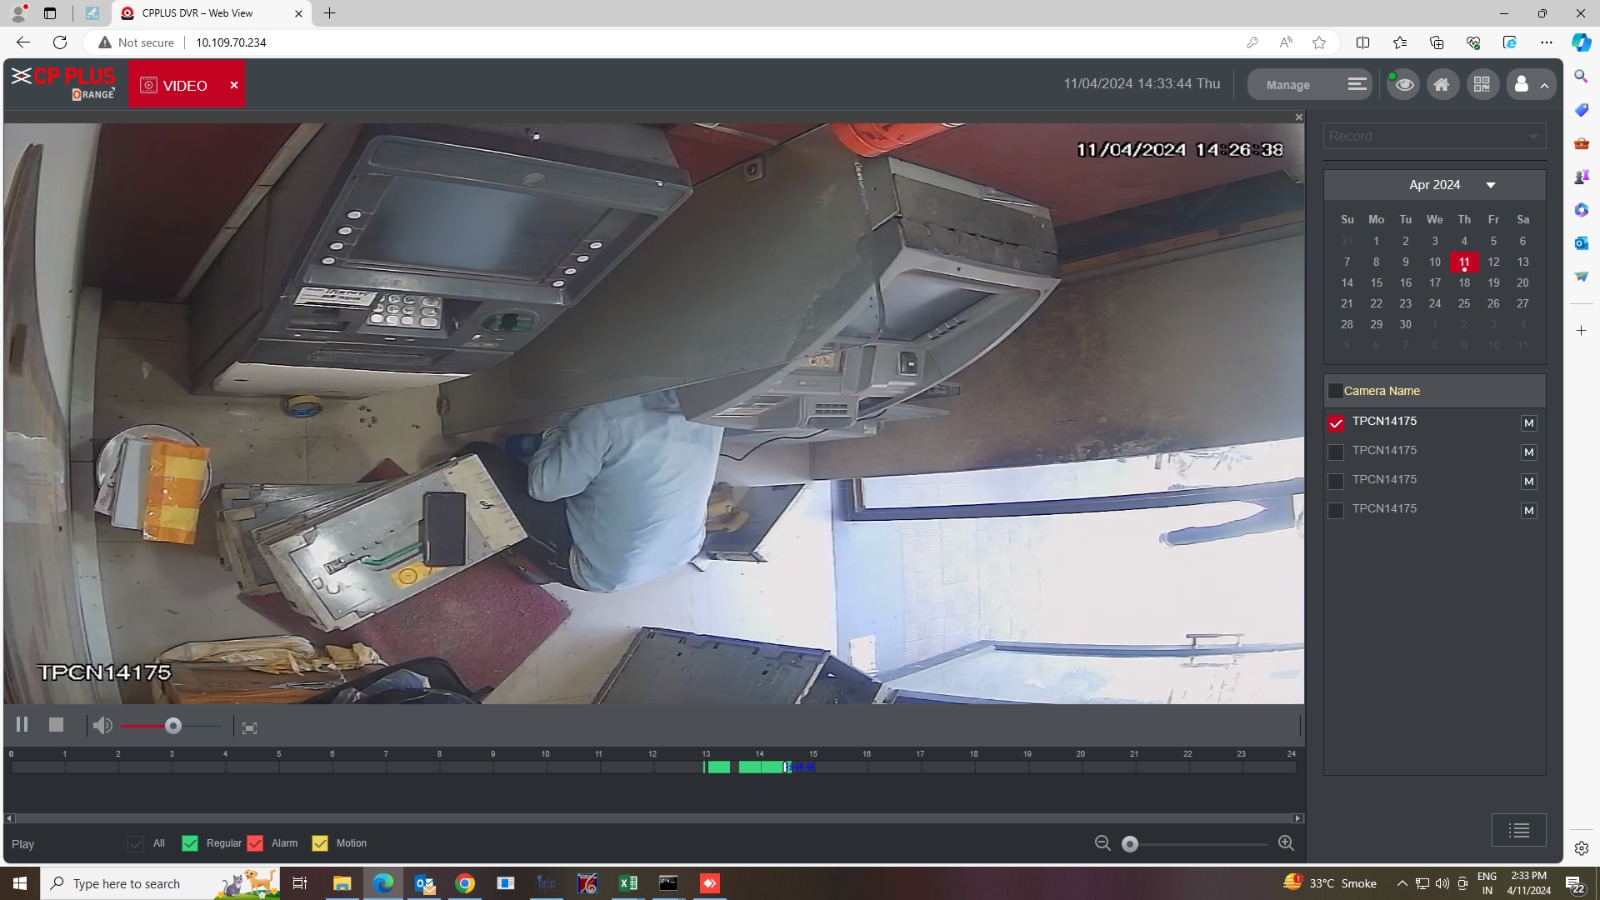 CPPLUS DVR – Web View
Not secure
10.109.70.234
CP PLUS
ORANGE
VIDEO
11/04/2024 14:33:44 Thu
Manage
11/04/2024 14:26:38
TPCN14175
Record
Apr 2024
Su Mo Tu We Th Fr Sa
31 1 2 3 4 5 6
7 8 9 10 11 12 13
14 15 16 17 18 19 20
21 22 23 24 25 26 27
28 29 30 1 2 3 4
5 6 7 8 9 10 11
Camera Name
TPCN14175 M
TPCN14175 M
TPCN14175 M
TPCN14175 M
0 1 2 3 4 5 6 7 8 9 10 11 12 13 14 15 16 17 18 19 20 21 22 23 24
Play
All
Regular
Alarm
Motion
Type here to search
33°C Smoke
ENG
IN
2:33 PM
4/11/2024
22